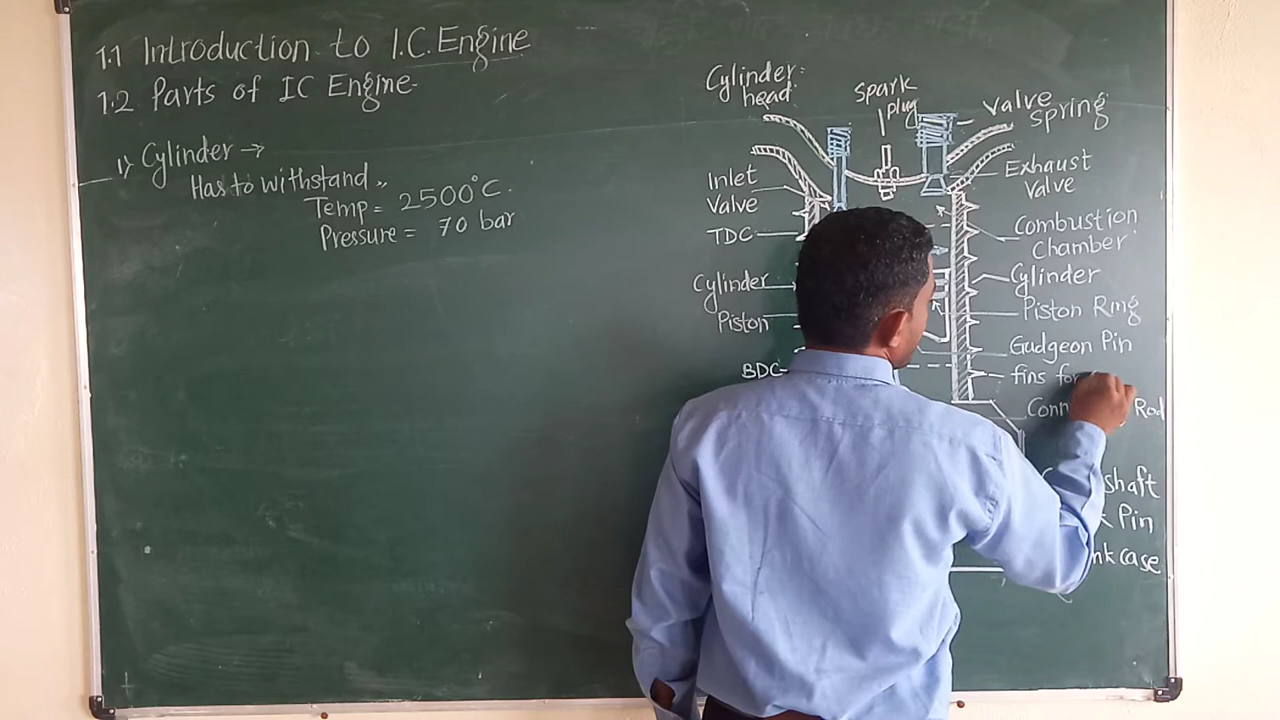 1.1 Introduction to I.C. Engine
1.2 Parts of IC Engine
1) Cylinder →
Has to withstand
Temp = 2500°C.
Pressure = 70 bar
Cylinder
head
Spark
plug
Valve
Spring
Inlet
Valve
TDC
Cylinder
Piston
BDC
Exhaust
Valve
Combustion
Chamber
Cylinder
Piston Ring
Gudgeon Pin
fins for
Rod
shaft
Pin
case